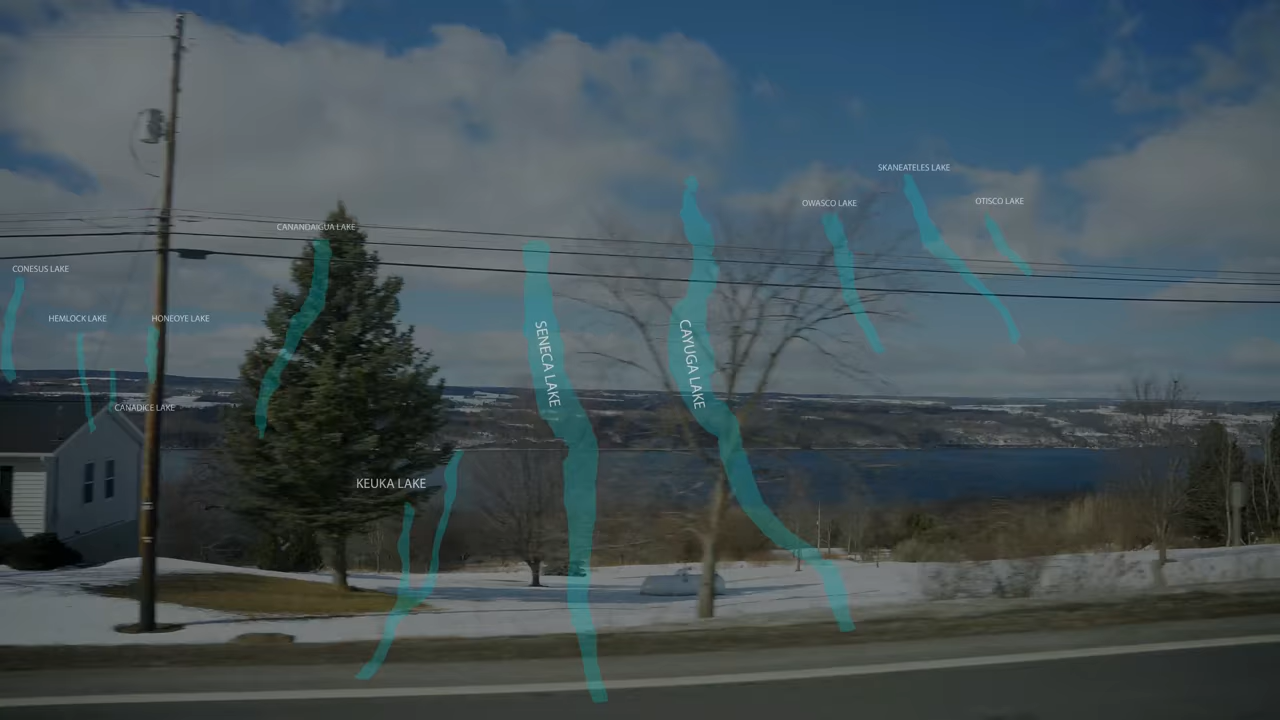 CONESUS LAKE
HEMLOCK LAKE
HONEOYE LAKE
CANADICE LAKE
CANANDAIGUA LAKE
KEUKA LAKE
SENECA LAKE
CAYUGA LAKE
OWASCO LAKE
SKANEATELES LAKE
OTISCO LAKE